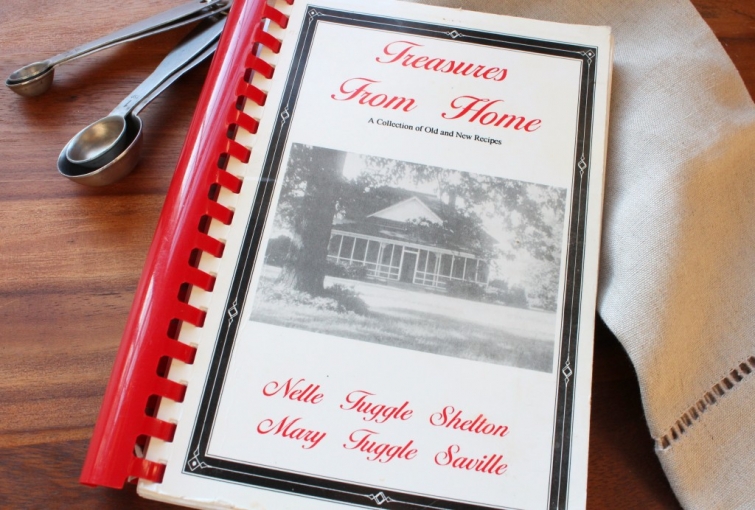 Treasures
From Home
A Collection of Old and New Recipes
Nelle Tuggle Shelton
Mary Tuggle Saville